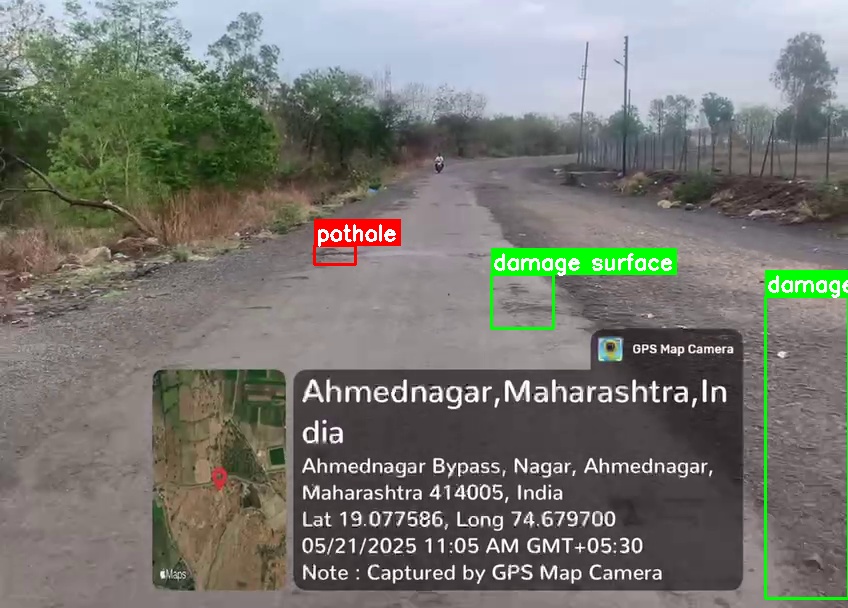 pothole
damage surface
damage
GPS Map Camera
Ahmednagar,Maharashtra,In
dia
Ahmednagar Bypass, Nagar, Ahmednagar,
Maharashtra 414005, India
Lat 19.077586, Long 74.679700
05/21/2025 11:05 AM GMT+05:30
Note : Captured by GPS Map Camera
Maps